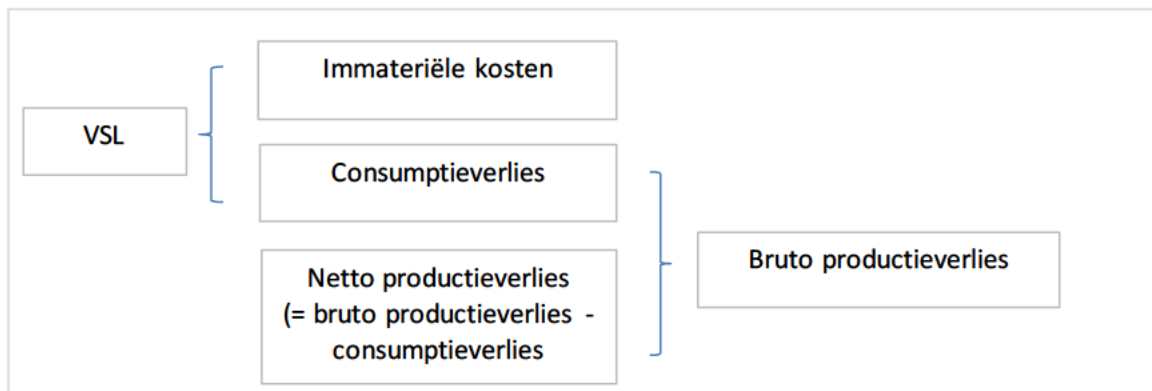 Immateriële kosten
VSL
Consumptieverlies
Netto productieverlies
(= bruto productieverlies -
consumptieverlies
Bruto productieverlies